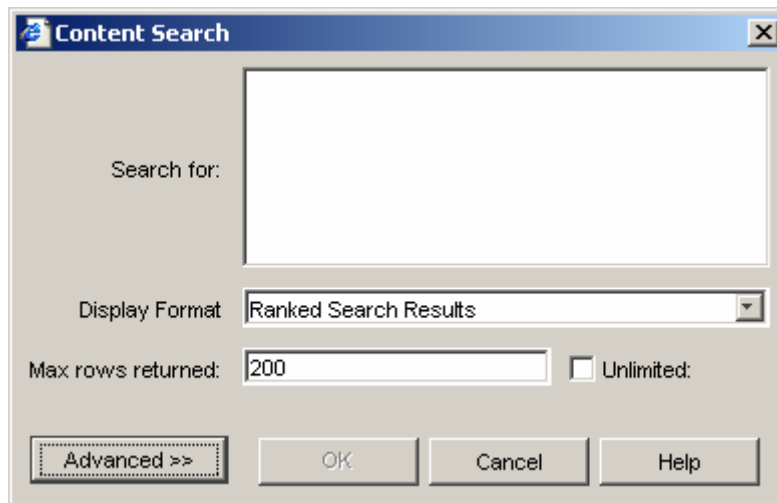 Content Search
Search for:
Display Format
Ranked Search Results
Max rows returned:
200
Unlimited:
Advanced >>
OK
Cancel
Help